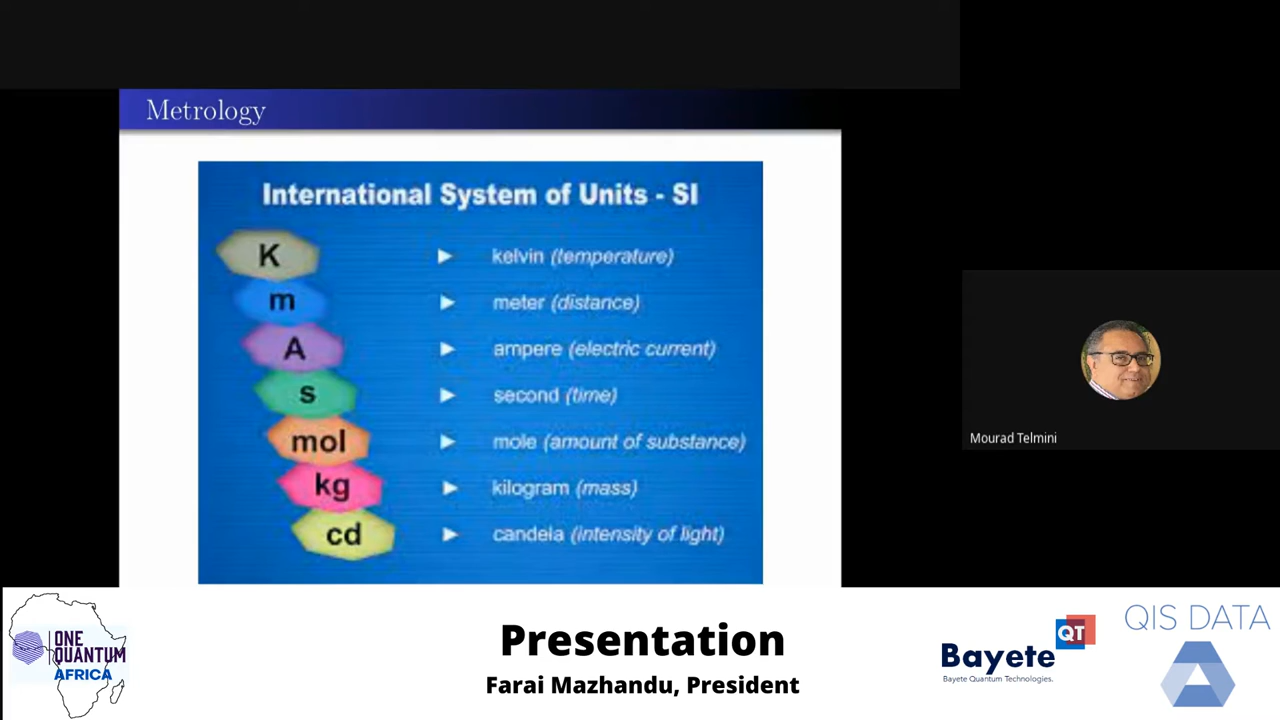 Metrology
International System of Units - SI
K kelvin (temperature)
m meter (distance)
A ampere (electric current)
s second (time)
mol mole (amount of substance)
kg kilogram (mass)
cd candela (intensity of light)
Mourad Telmini
ONE
QUANTUM
AFRICA
Presentation
Farai Mazhandu, President
Bayete QT
Bayete Quantum Technologies.
QIS DATA